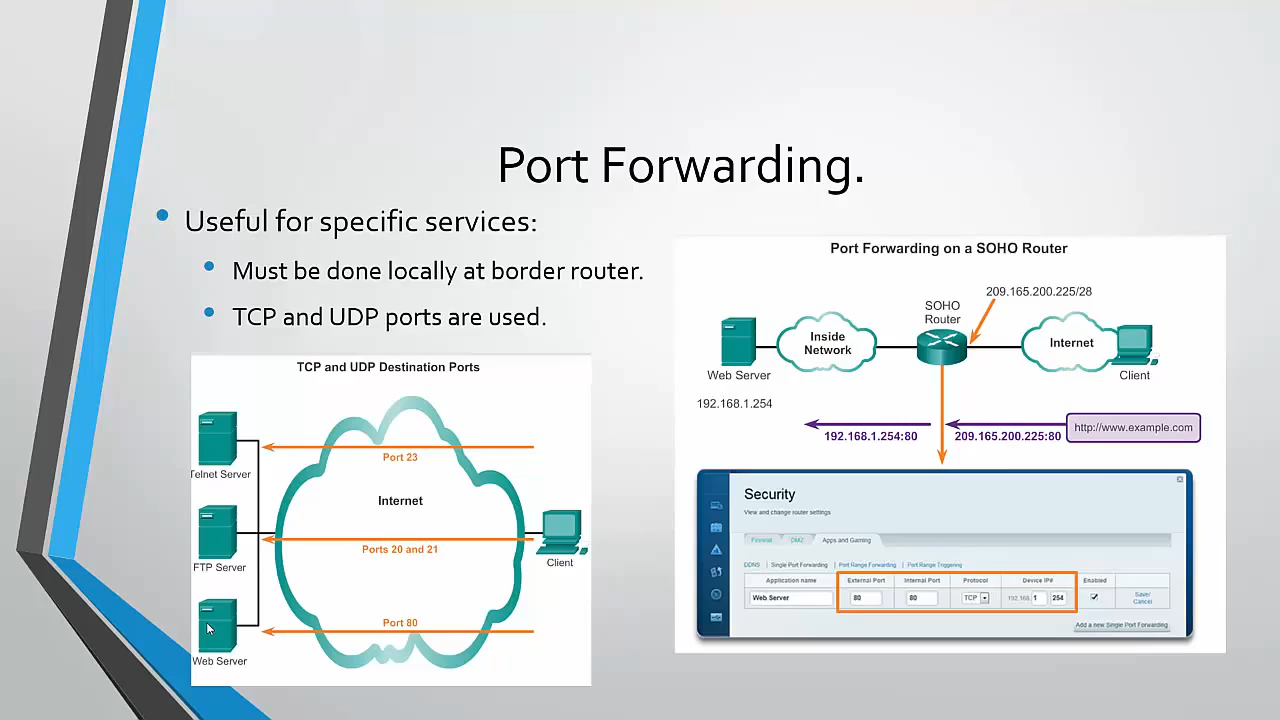 Port Forwarding.
Useful for specific services:
Must be done locally at border router.
TCP and UDP ports are used.
TCP and UDP Destination Ports
Telnet Server
Port 23
Internet
FTP Server
Ports 20 and 21
Client
Web Server
Port 80
Port Forwarding on a SOHO Router
209.165.200.225/28
SOHO
Router
Inside
Network
Internet
Web Server
Client
192.168.1.254
192.168.1.254:80
209.165.200.225:80
http://www.example.com
Security
View and change router settings
Firewall DMZ Apps and Gaming
DDNS | Single Port Forwarding | Port Range Forwarding | Port Range Triggering
Application name External Port Internal Port Protocol Device IP# Enabled
Web Server 80 80 TCP 192.168. 1 254 Save/
Cancel
Add a new Single Port Forwarding